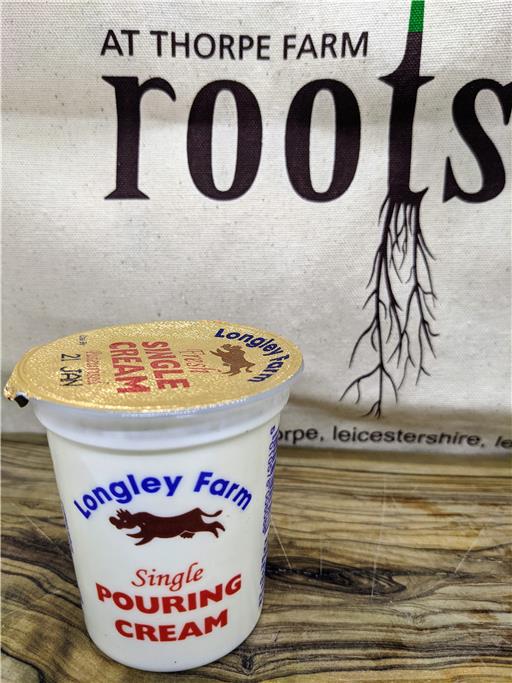 AT THORPE FARM
roots
orpe, leicestershire, le
Longley Farm
Fresh
SINGLE
CREAM
21 JAN
Longley Farm
Single
POURING
CREAM